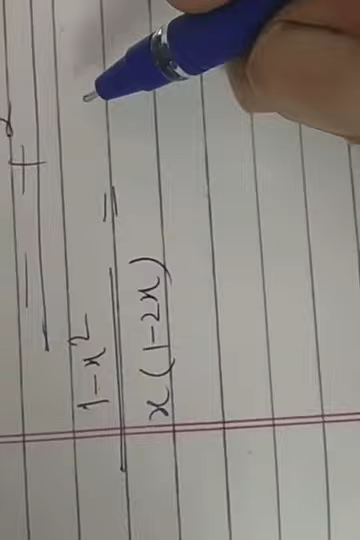 1-x² / x(1-2x) =